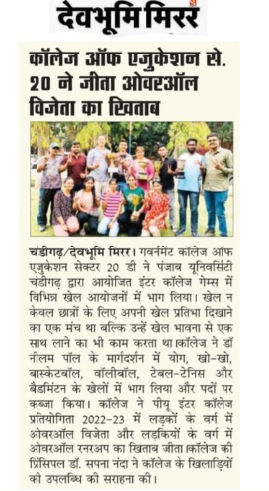 देवभूमि मिरर
कॉलेज ऑफ एजुकेशन से.
20 ने जीता ओवरऑल
विजेता का खिताब
चंडीगढ़/देवभूमि मिरर। गवर्नमेंट कॉलेज ऑफ
एजुकेशन सेक्टर 20 डी ने पंजाब यूनिवर्सिटी
चंडीगढ़ द्वारा आयोजित इंटर कॉलेज गेम्स में
विभिन्न खेल आयोजनों में भाग लिया। खेल न
केवल छात्रों के लिए अपनी खेल प्रतिभा दिखाने
का एक मंच था बल्कि उन्हें खेल भावना से एक
साथ लाने का भी काम करता था।कॉलेज ने डॉ
नीलम पॉल के मार्गदर्शन में योग, खो-खो,
बास्केटबॉल, वॉलीबॉल, टेबल-टेनिस और
बैडमिंटन के खेलों में भाग लिया और पदों पर
कब्जा किया। कॉलेज ने पीयू इंटर कॉलेज
प्रतियोगिता 2022-23 में लड़कों के वर्ग में
ओवरऑल विजेता और लड़कियों के वर्ग में
ओवरऑल रनरअप का खिताब जीता।कॉलेज की
प्रिंसिपल डॉ. सपना नंदा ने कॉलेज के खिलाड़ियों
को उपलब्धि की सराहना की।